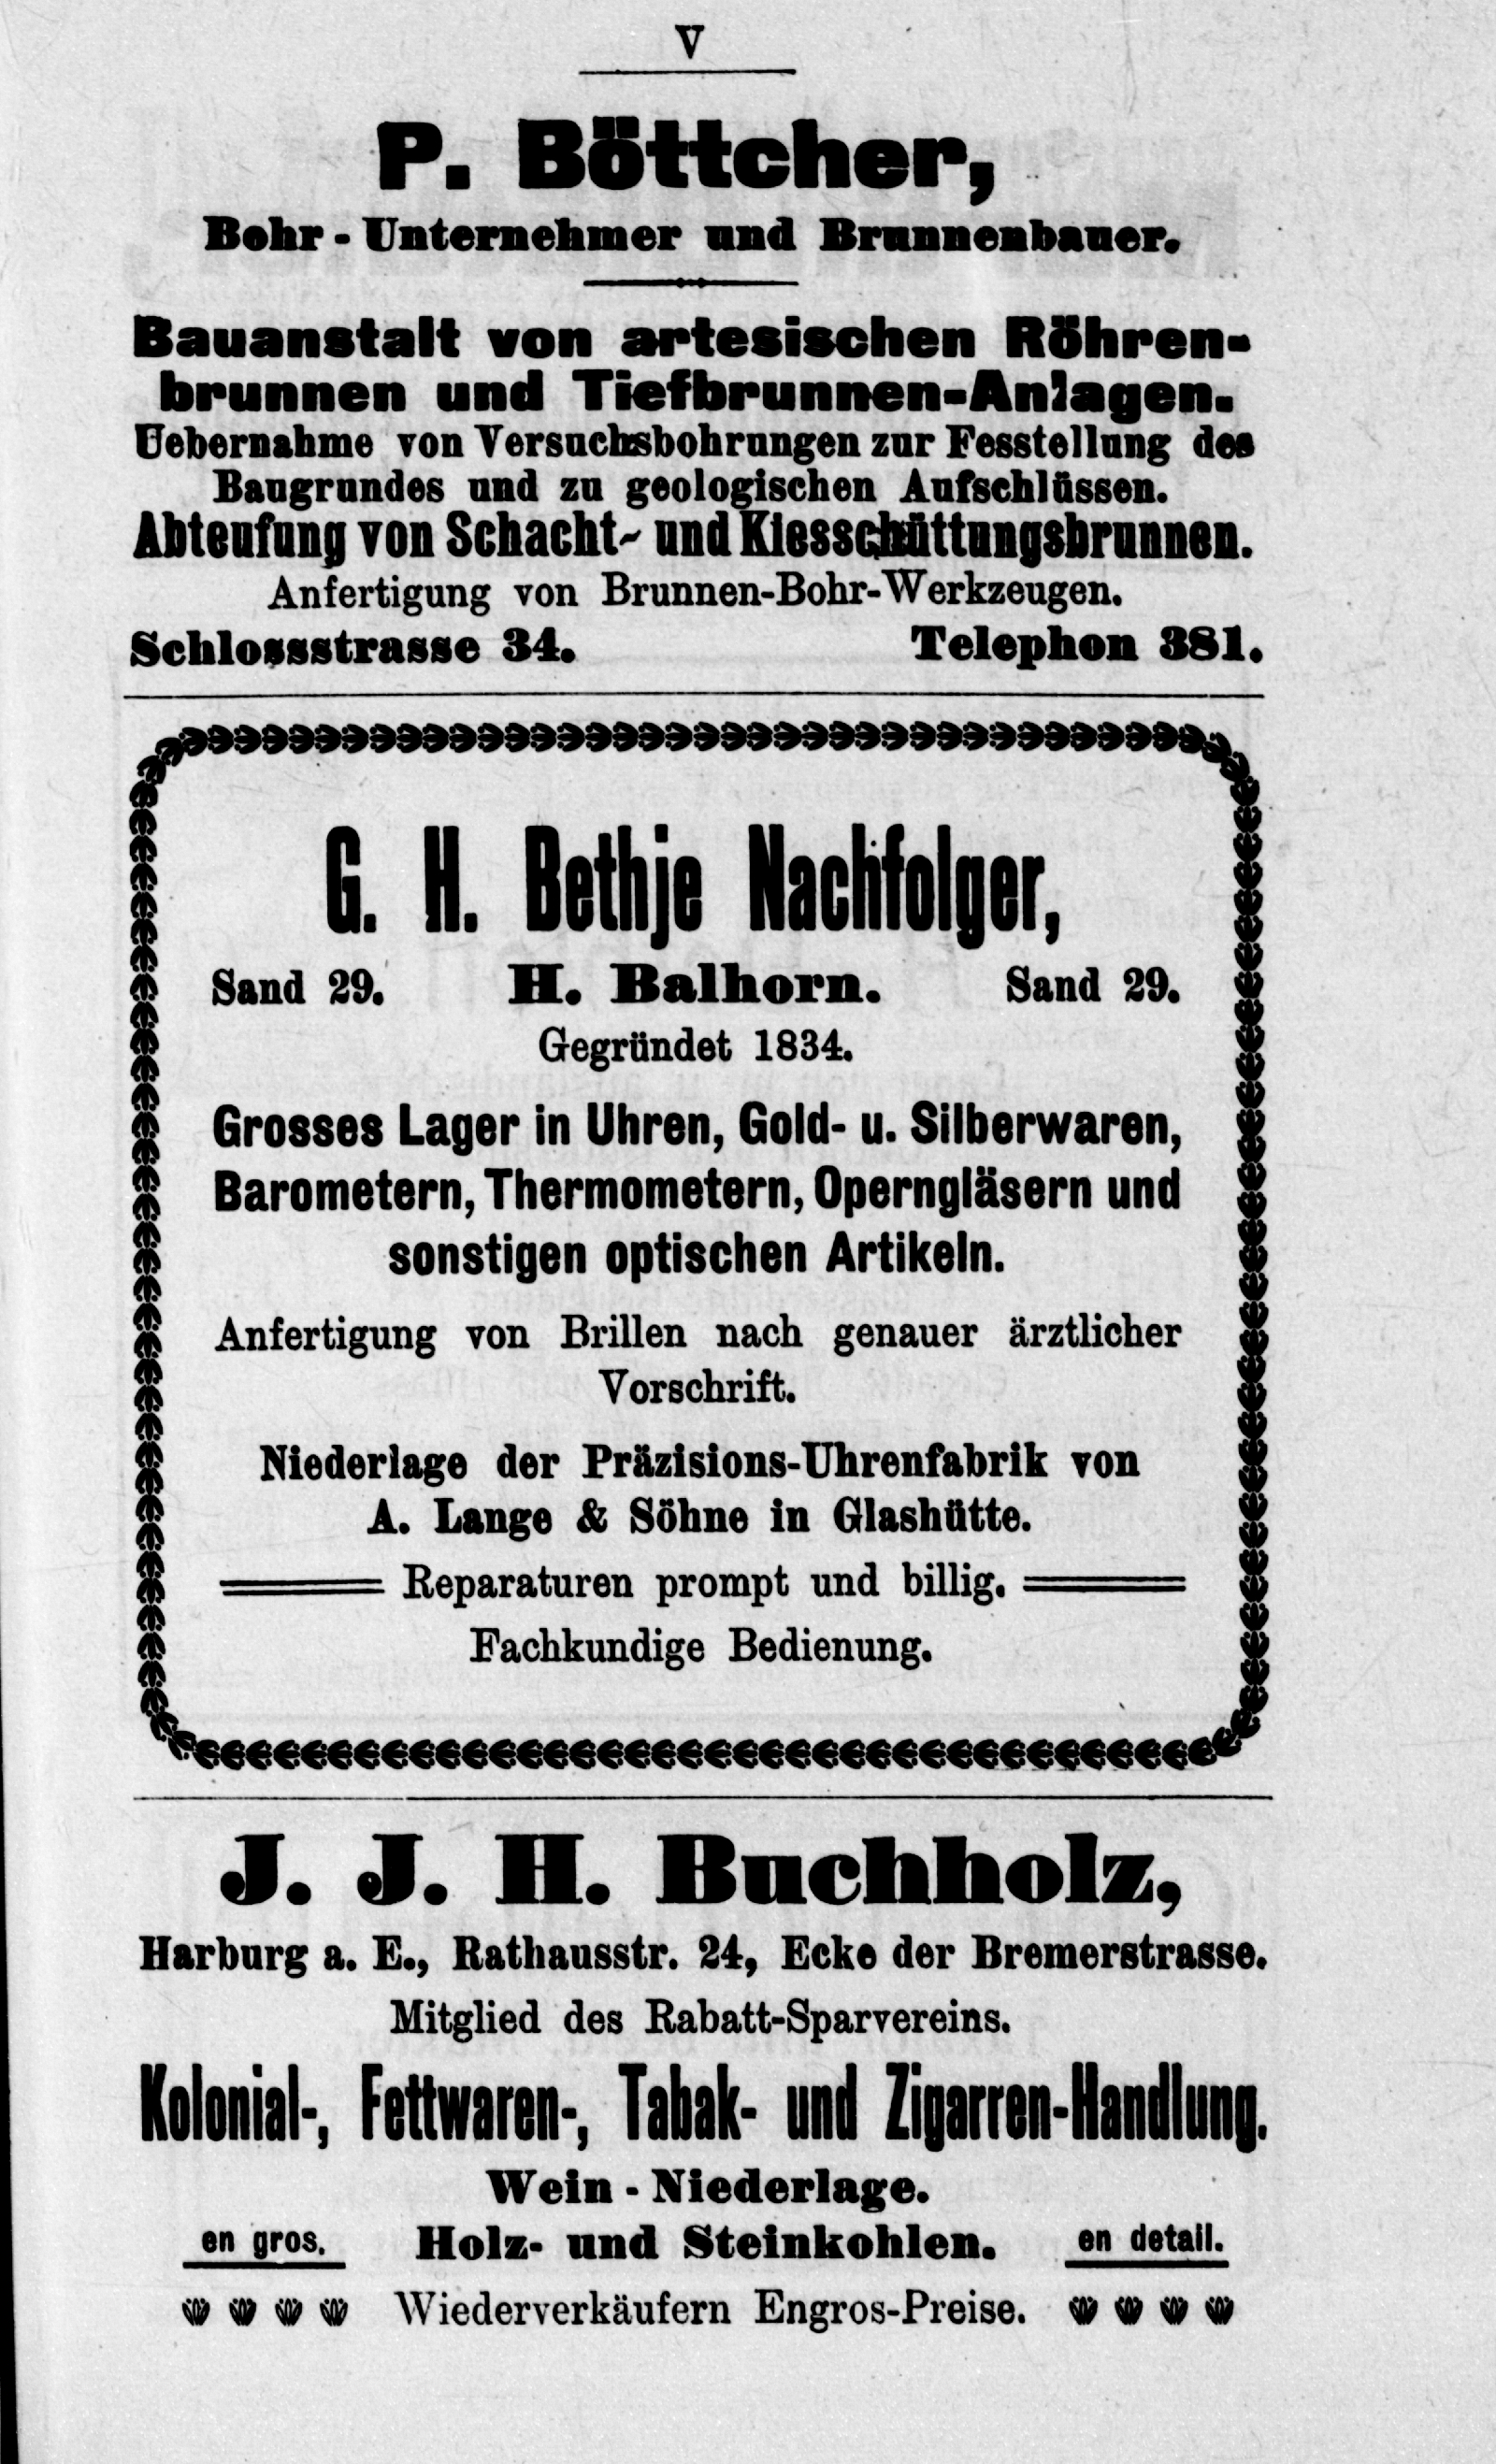 V
P. Böttcher,
Bohr - Unternehmer und Brunnenbauer.
Bauanstalt von artesischen Röhren-
brunnen und Tiefbrunnen-Anlagen.
Uebernahme von Versuchsbohrungen zur Fesstellung des
Baugrundes und zu geologischen Aufschlüssen.
Abteufung von Schacht- und Kiesschüttungsbrunnen.
Anfertigung von Brunnen-Bohr-Werkzeugen.
Schlossstrasse 34. Telephon 381.
G. H. Bethje Nachfolger,
Sand 29. H. Balhorn. Sand 29.
Gegründet 1834.
Grosses Lager in Uhren, Gold- u. Silberwaren,
Barometern, Thermometern, Operngläsern und
sonstigen optischen Artikeln.
Anfertigung von Brillen nach genauer ärztlicher
Vorschrift.
Niederlage der Präzisions-Uhrenfabrik von
A. Lange & Söhne in Glashütte.
Reparaturen prompt und billig.
Fachkundige Bedienung.
J. J. H. Buchholz,
Harburg a. E., Rathausstr. 24, Ecke der Bremerstrasse.
Mitglied des Rabatt-Sparvereins.
Kolonial-, Fettwaren-, Tabak- und Zigarren-Handlung.
Wein - Niederlage.
en gros. Holz- und Steinkohlen. en detail.
Wiederverkäufern Engros-Preise.